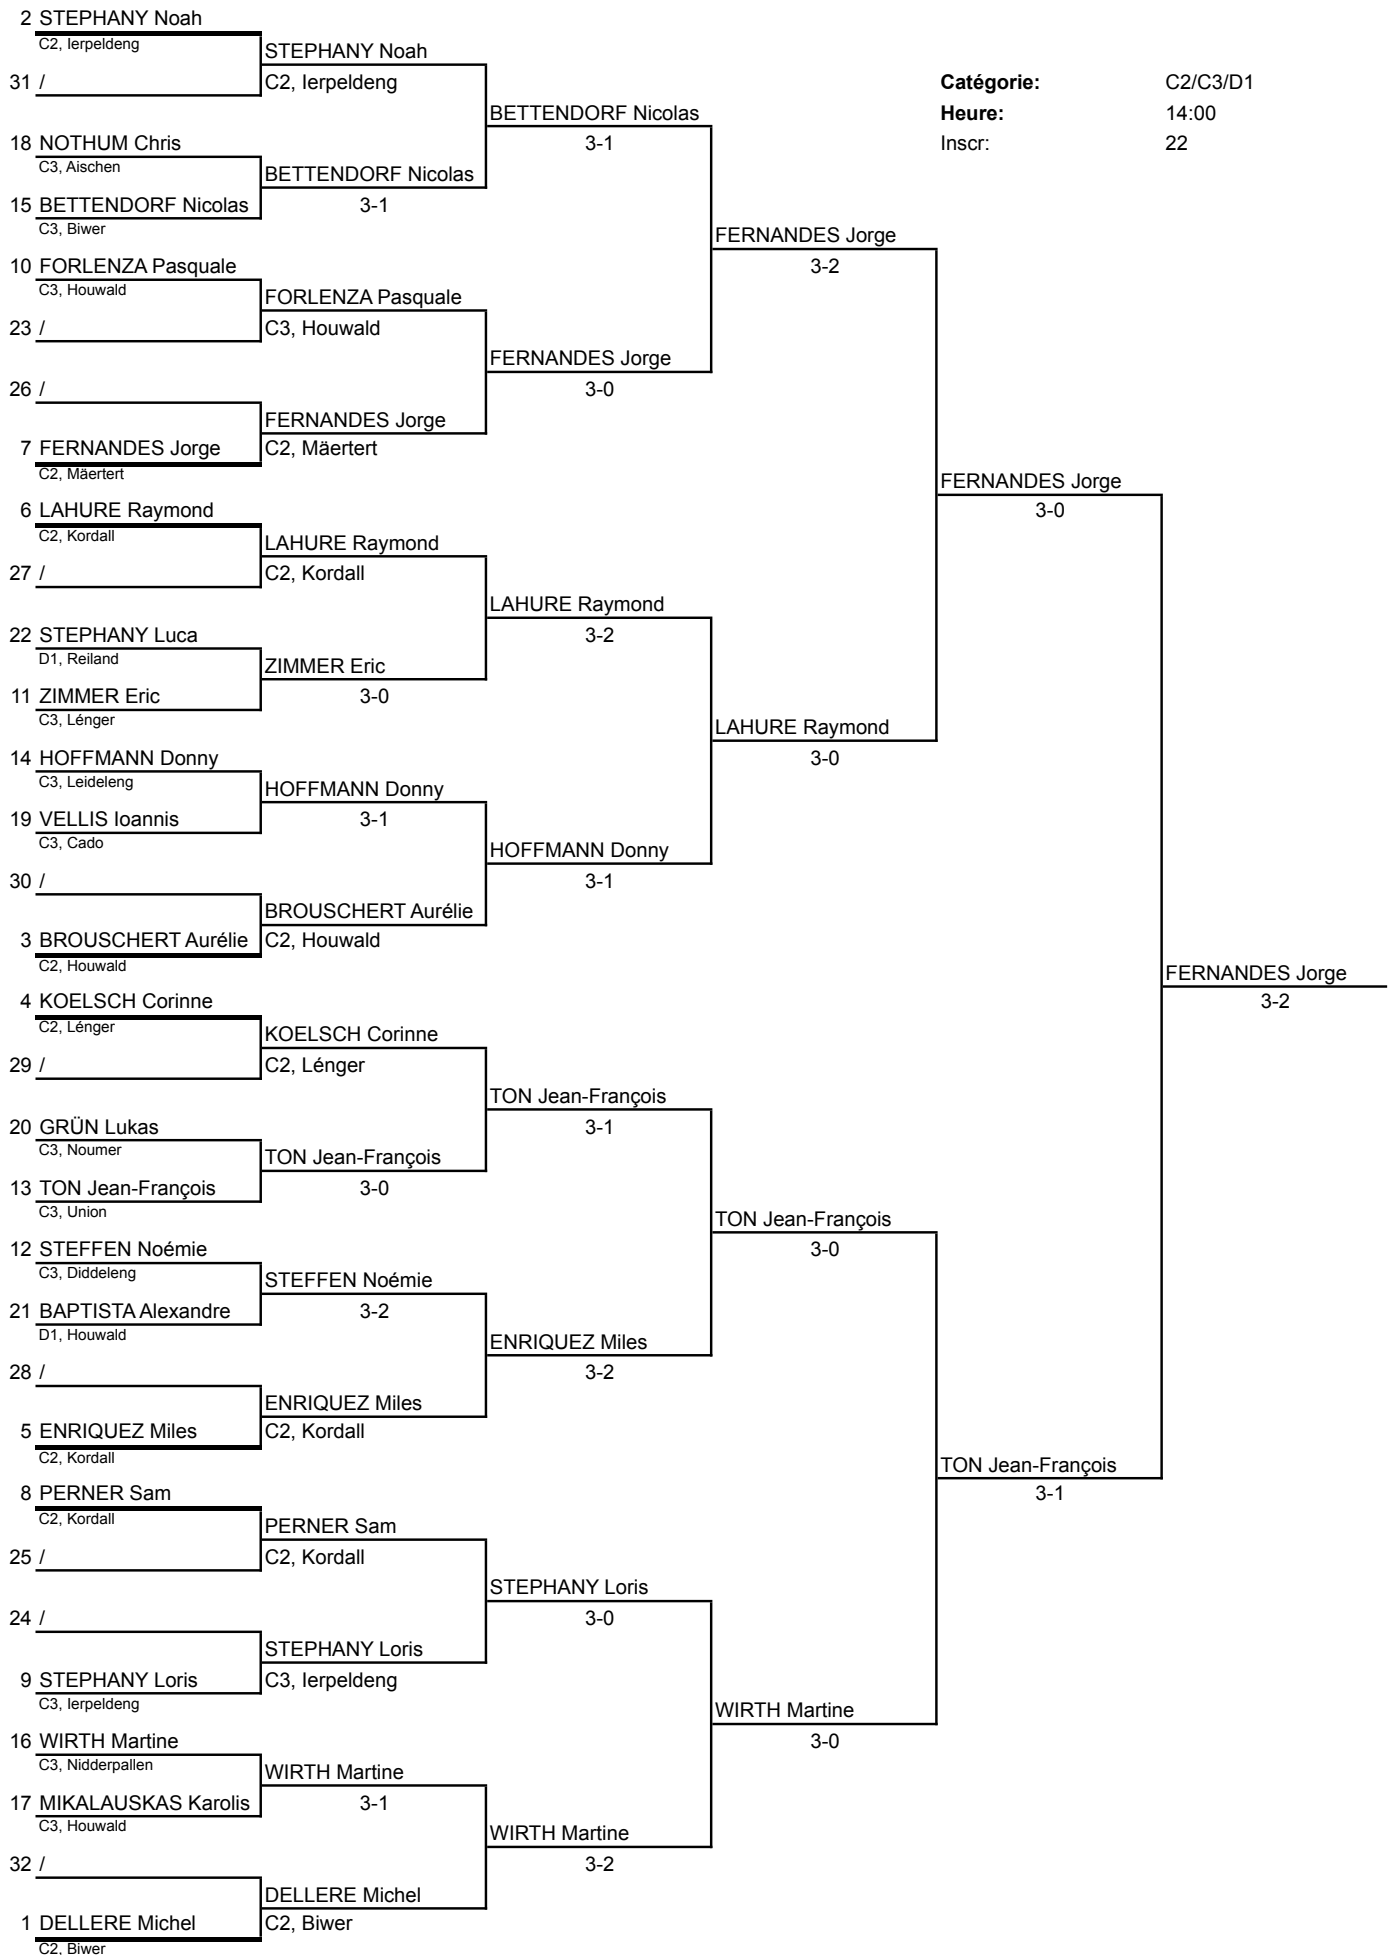 2 STEPHANY Noah
C2, Ierpeldeng
STEPHANY Noah
31 /
C2, Ierpeldeng
Catégorie: C2/C3/D1
BETTENDORF Nicolas
Heure: 14:00
18 NOTHUM Chris
3-1
Inscr: 22
C3, Aischen
BETTENDORF Nicolas
15 BETTENDORF Nicolas
3-1
C3, Biwer
FERNANDES Jorge
10 FORLENZA Pasquale
3-2
C3, Houwald
FORLENZA Pasquale
23 /
C3, Houwald
FERNANDES Jorge
26 /
3-0
FERNANDES Jorge
7 FERNANDES Jorge
C2, Mäertert
C2, Mäertert
FERNANDES Jorge
6 LAHURE Raymond
3-0
C2, Kordall
LAHURE Raymond
27 /
C2, Kordall
LAHURE Raymond
22 STEPHANY Luca
3-2
D1, Reiland
ZIMMER Eric
11 ZIMMER Eric
3-0
C3, Lénger
LAHURE Raymond
14 HOFFMANN Donny
3-0
C3, Leideleng
HOFFMANN Donny
19 VELLIS Ioannis
3-1
C3, Cado
HOFFMANN Donny
30 /
3-1
BROUSCHERT Aurélie
3 BROUSCHERT Aurélie
C2, Houwald
C2, Houwald
FERNANDES Jorge
4 KOELSCH Corinne
3-2
C2, Lénger
KOELSCH Corinne
29 /
C2, Lénger
TON Jean-François
20 GRÜN Lukas
3-1
C3, Noumer
TON Jean-François
13 TON Jean-François
3-0
C3, Union
TON Jean-François
12 STEFFEN Noémie
3-0
C3, Diddeleng
STEFFEN Noémie
21 BAPTISTA Alexandre
3-2
D1, Houwald
ENRIQUEZ Miles
28 /
3-2
ENRIQUEZ Miles
5 ENRIQUEZ Miles
C2, Kordall
C2, Kordall
TON Jean-François
8 PERNER Sam
3-1
C2, Kordall
PERNER Sam
25 /
C2, Kordall
STEPHANY Loris
24 /
3-0
STEPHANY Loris
9 STEPHANY Loris
C3, Ierpeldeng
C3, Ierpeldeng
WIRTH Martine
16 WIRTH Martine
3-0
C3, Nidderpallen
WIRTH Martine
17 MIKALAUSKAS Karolis
3-1
C3, Houwald
WIRTH Martine
32 /
3-2
DELLERE Michel
1 DELLERE Michel
C2, Biwer
C2, Biwer